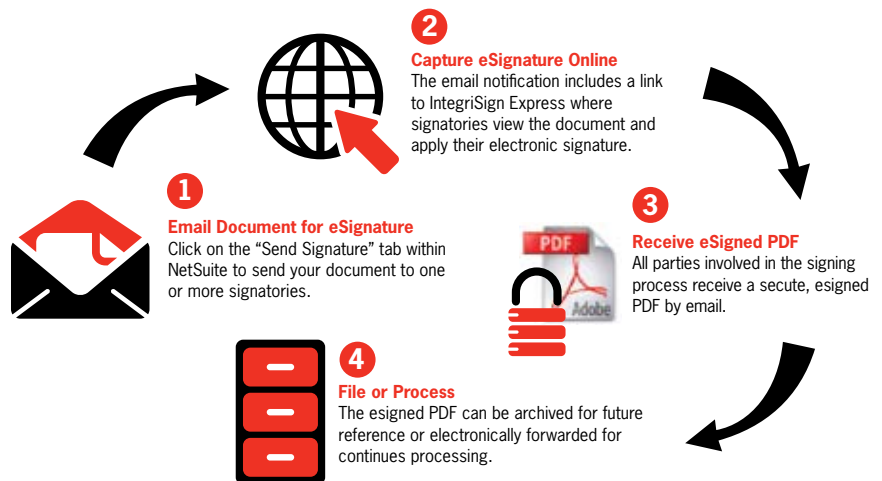 1
Email Document for eSignature
Click on the “Send Signature” tab within
NetSuite to send your document to one
or more signatories.
2
Capture eSignature Online
The email notification includes a link
to IntegriSign Express where
signatories view the document and
apply their electronic signature.
3
Receive eSigned PDF
All parties involved in the signing
process receive a secute, esigned
PDF by email.
PDF
Adobe
4
File or Process
The esigned PDF can be archived for future
reference or electronically forwarded for
continues processing.